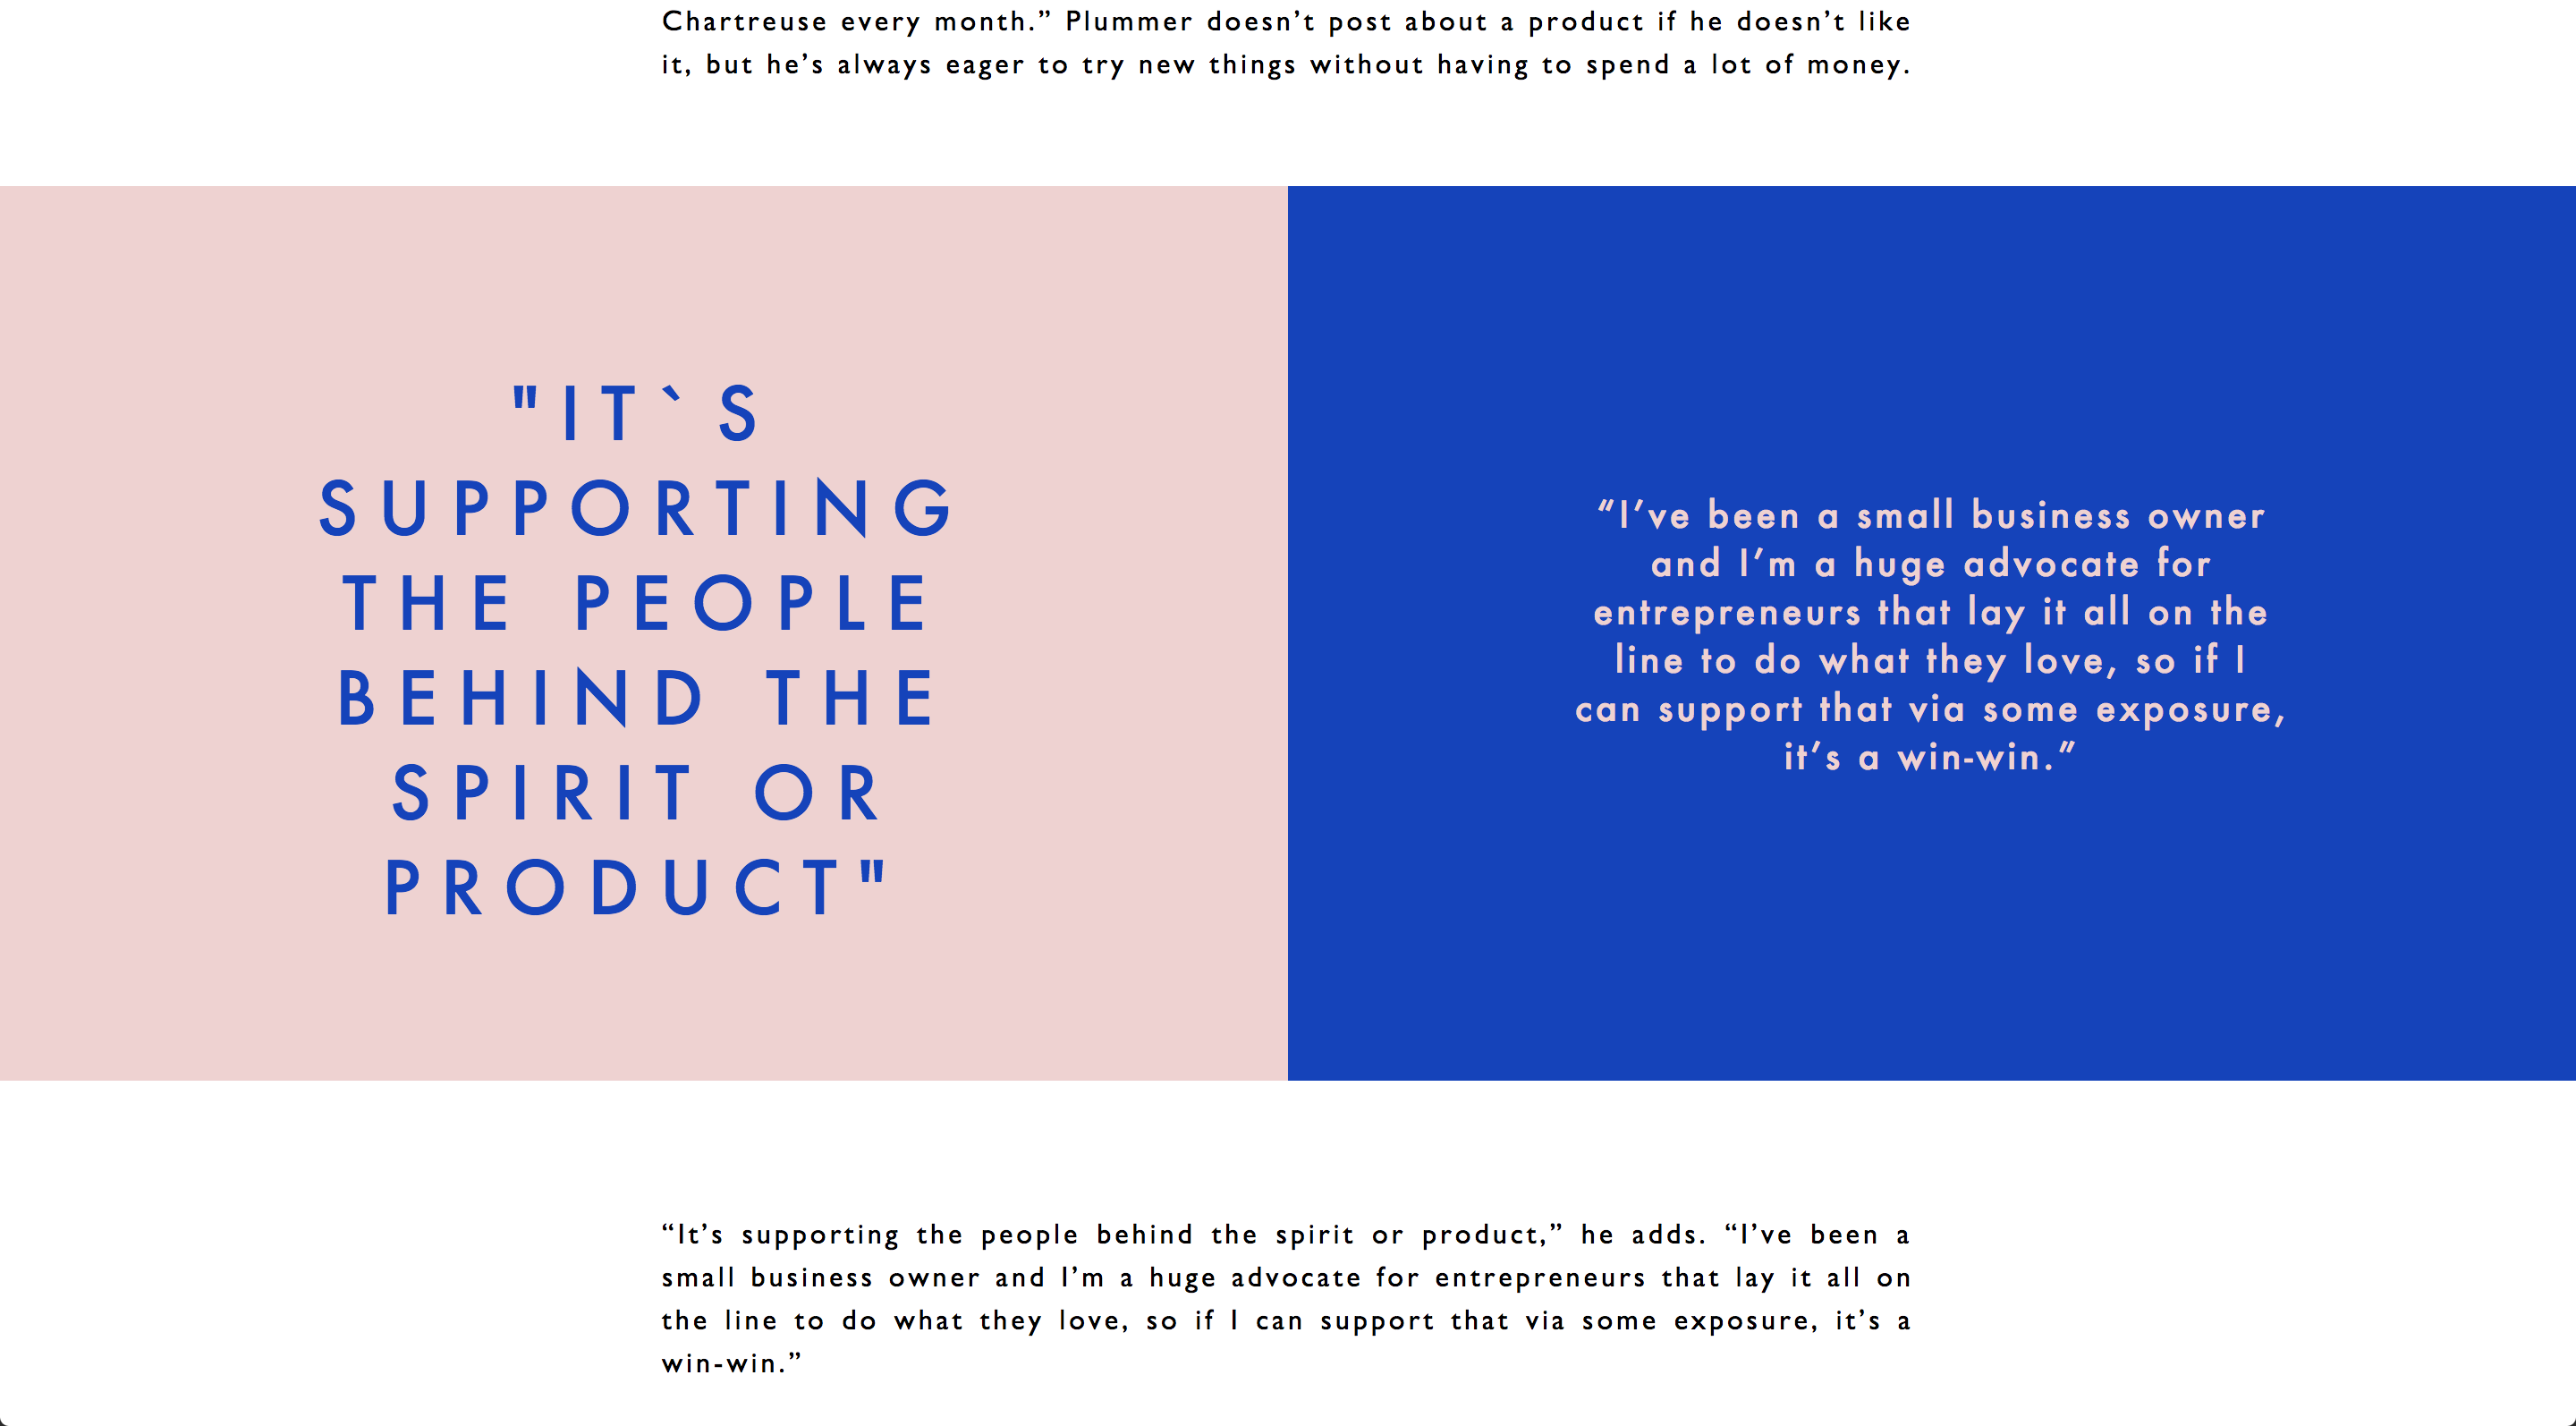 Chartreuse every month.” Plummer doesn’t post about a product if he doesn’t like
it, but he’s always eager to try new things without having to spend a lot of money.
"IT`S
SUPPORTING
THE PEOPLE
BEHIND THE
SPIRIT OR
PRODUCT"
“I’ve been a small business owner
and I’m a huge advocate for
entrepreneurs that lay it all on the
line to do what they love, so if I
can support that via some exposure,
it’s a win-win.”
“It’s supporting the people behind the spirit or product,” he adds. “I’ve been a
small business owner and I’m a huge advocate for entrepreneurs that lay it all on
the line to do what they love, so if I can support that via some exposure, it’s a
win-win.”